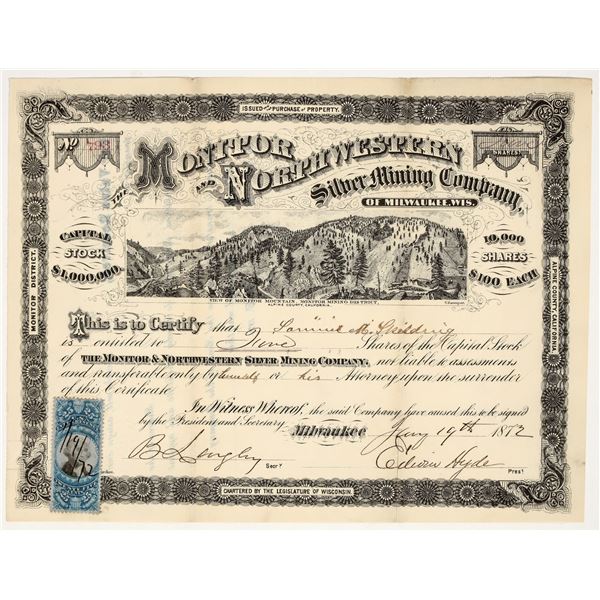 ISSUED FOR THE PURCHASE OF PROPERTY.
No 793
SHARES
THE MONITOR AND NORTHWESTERN
Silver Mining Company,
OF MILWAUKEE, WIS.
CAPITAL STOCK $1,000,000.
10,000 SHARES $100 EACH
MONITOR DISTRICT.
ALPINE COUNTY, CALIFORNIA
VIEW OF MONITOR MOUNTAIN, MONITOR MINING DISTRICT,
ALPINE COUNTY, CALIFORNIA.
This is to Certify that Samuel M.
is entitled to Five Shares of the Capital Stock
of THE MONITOR & NORTHWESTERN SILVER MINING COMPANY, not liable to assessments
and transferable only by himself or his Attorney upon the surrender
of this Certificate
In Witness Whereof, the said Company have caused this to be signed
by the President and Secretary Milwaukee Jany 19th 1872
B. Secry Edwin Hyde Prest
CHARTERED BY THE LEGISLATURE OF WISCONSIN.